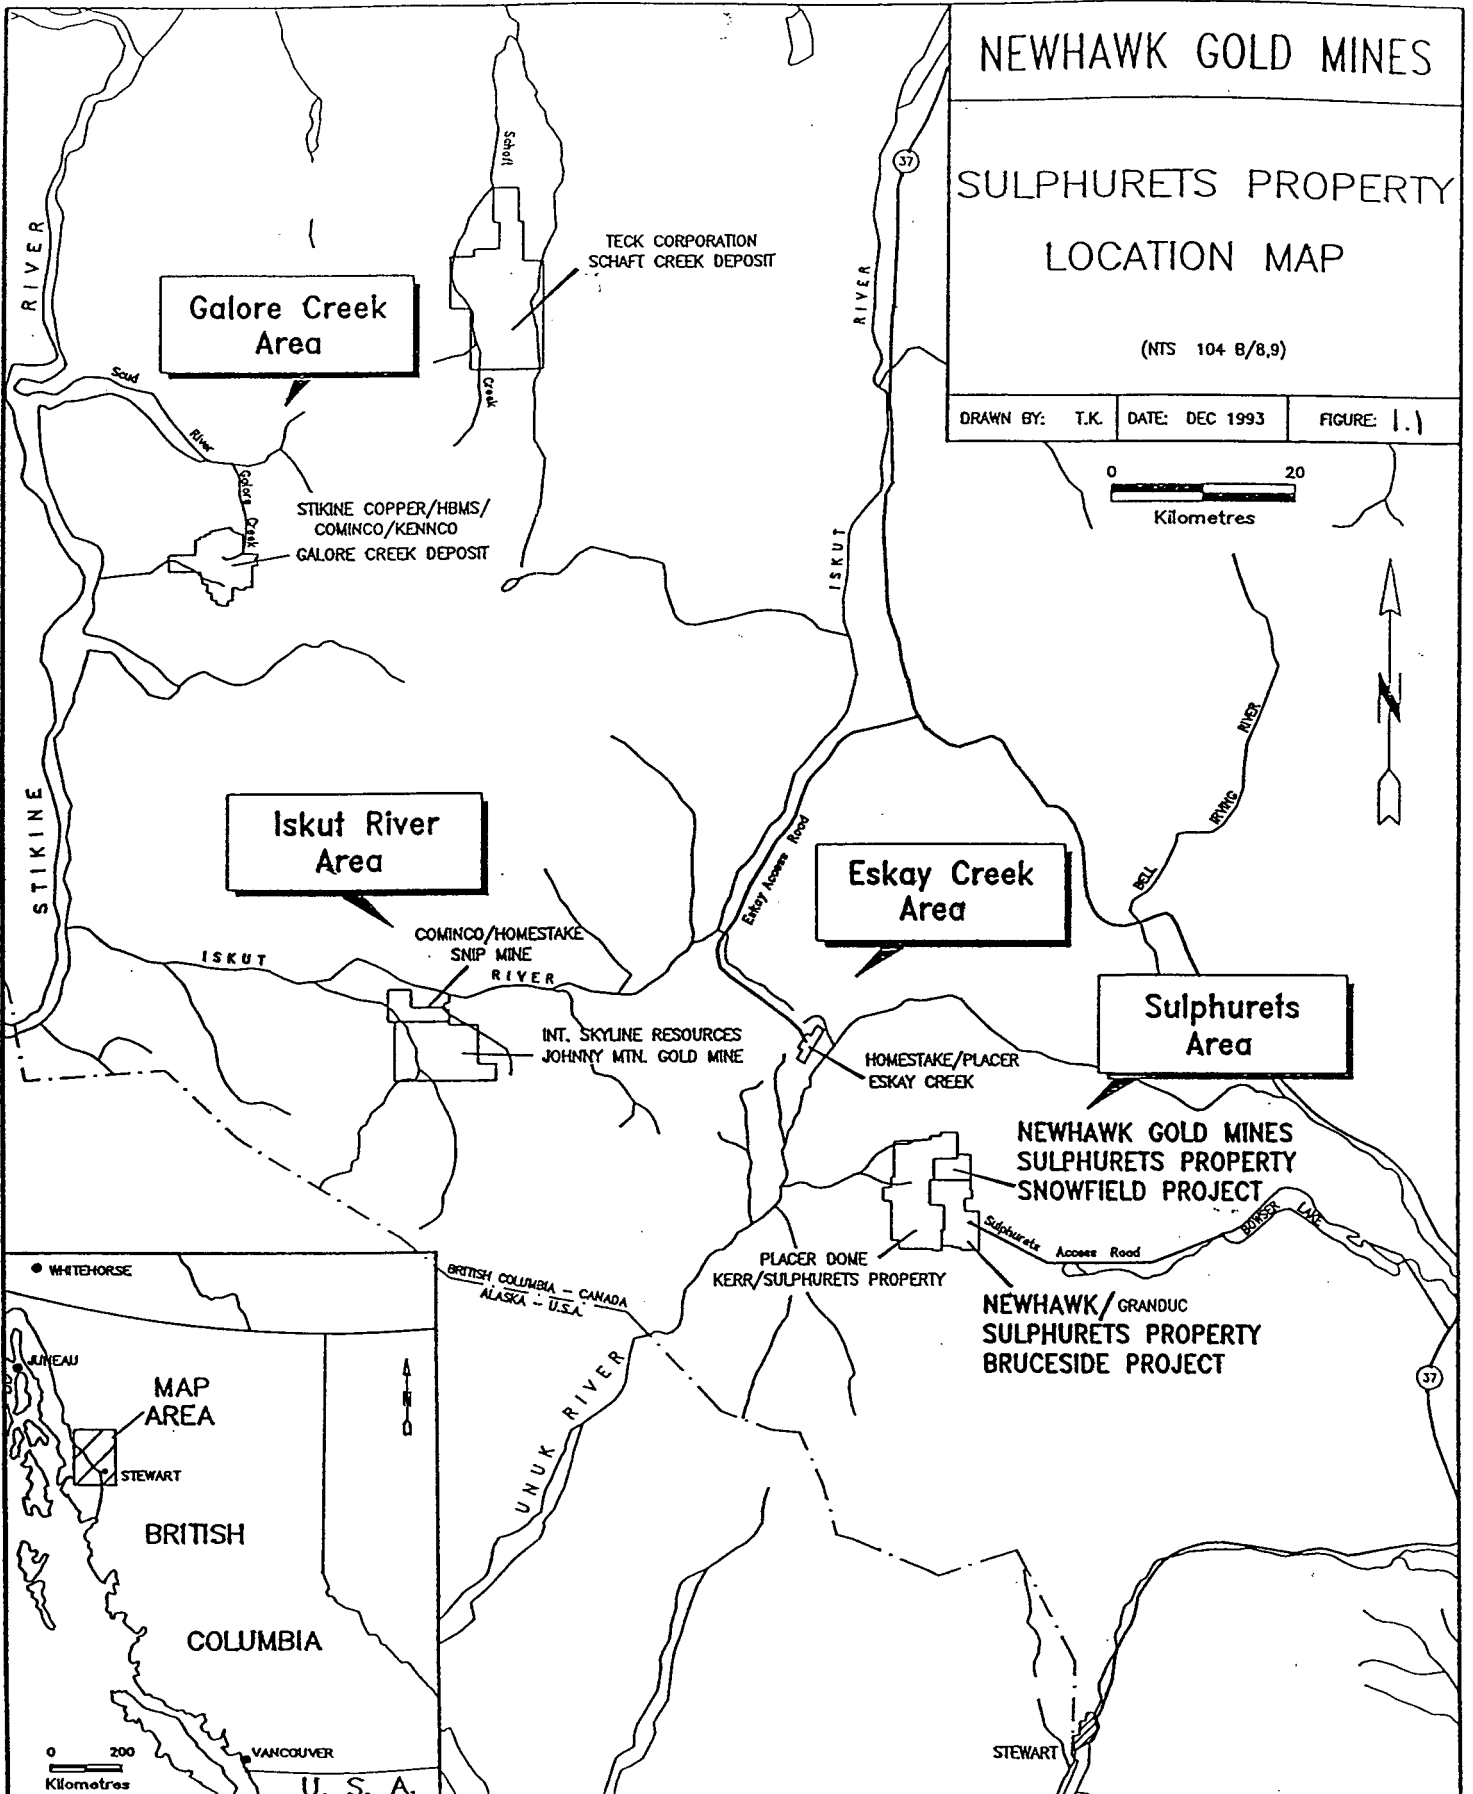 NEWHAWK GOLD MINES
SULPHURETS PROPERTY
LOCATION MAP
(NTS 104 B/8,9)
DRAWN BY: T.K.
DATE: DEC 1993
FIGURE: 1.1
0 20
Kilometres
N
37
RIVER
STIKINE
Schaft
Creek
TECK CORPORATION
SCHAFT CREEK DEPOSIT
Galore Creek
Area
Scud
River
Galore
Creek
STIKINE COPPER/HBMS/
COMINCO/KENNCO
GALORE CREEK DEPOSIT
RIVER
ISKUT
RIVER
IRVING
BELL
Iskut River
Area
Eskay Access Road
Eskay Creek
Area
COMINCO/HOMESTAKE
SNIP MINE
ISKUT
RIVER
INT. SKYLINE RESOURCES
JOHNNY MTN. GOLD MINE
HOMESTAKE/PLACER
ESKAY CREEK
Sulphurets
Area
NEWHAWK GOLD MINES
SULPHURETS PROPERTY
SNOWFIELD PROJECT
Sulphurets Access Road
BOWSER LAKE
PLACER DOME
KERR/SULPHURETS PROPERTY
NEWHAWK/GRANDUC
SULPHURETS PROPERTY
BRUCESIDE PROJECT
BRITISH COLUMBIA - CANADA
ALASKA - U.S.A.
UNUK RIVER
37
STEWART
WHITEHORSE
JUNEAU
N
MAP
AREA
STEWART
BRITISH
COLUMBIA
VANCOUVER
0 200
Kilometres
U. S. A.